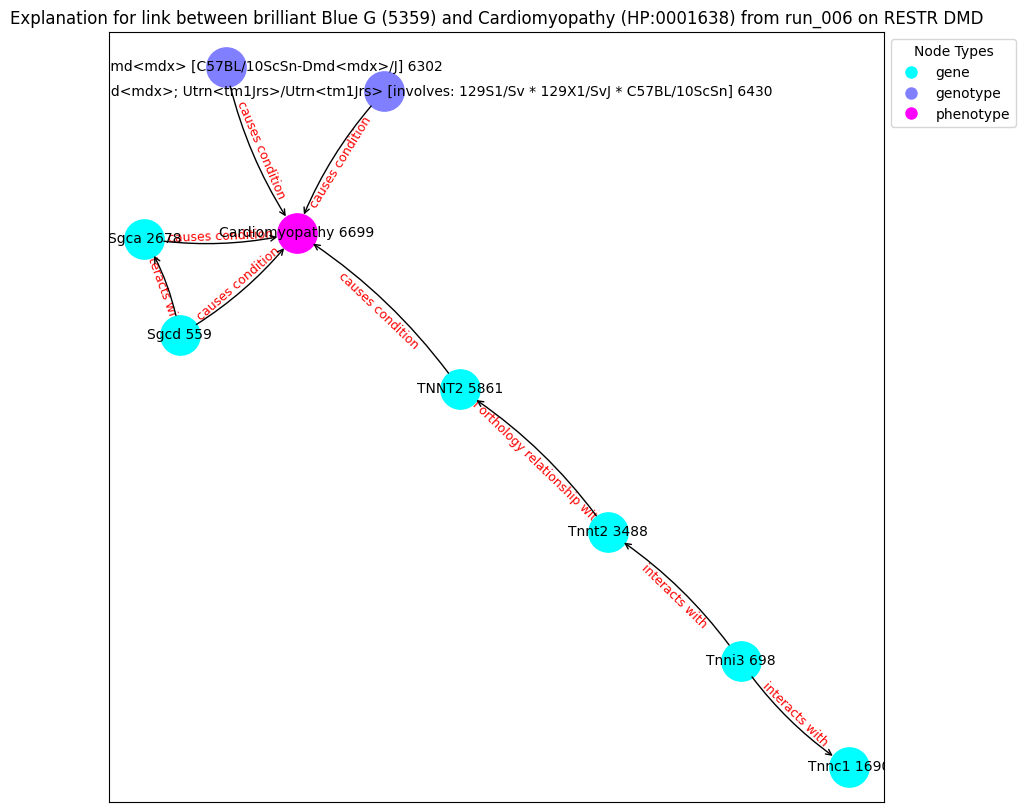 Explanation for link between brilliant Blue G (5359) and Cardiomyopathy (HP:0001638) from run_006 on RESTR DMD
Node Types
gene
genotype
phenotype
md<mdx> [C57BL/10ScSn-Dmd<mdx>/J] 6302
d<mdx>; Utrn<tm1Jrs>/Utrn<tm1Jrs> [involves: 129S1/Sv * 129X1/SvJ * C57BL/10ScSn] 6430
causes condition
causes condition
Sgca 2678
causes condition
Cardiomyopathy 6699
teracts wi
causes condition
Sgcd 559
causes condition
TNNT2 5861
orthology relationship wit
Tnnt2 3488
interacts with
Tnni3 698
interacts with
Tnnc1 1690